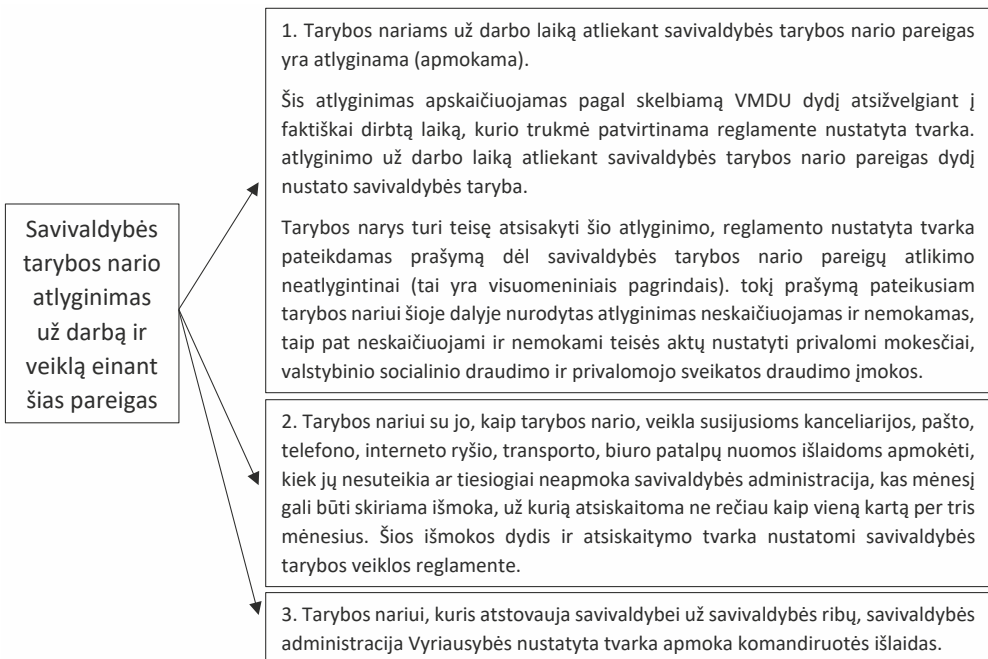 Savivaldybės
tarybos nario
atlyginimas
už darbą ir
veiklą einant
šias pareigas
1. Tarybos nariams už darbo laiką atliekant savivaldybės tarybos nario pareigas
yra atlyginama (apmokama).
Šis atlyginimas apskaičiuojamas pagal skelbiamą VMDU dydį atsižvelgiant į
faktiškai dirbtą laiką, kurio trukmė patvirtinama reglamente nustatyta tvarka.
atlyginimo už darbo laiką atliekant savivaldybės tarybos nario pareigas dydį
nustato savivaldybės taryba.
Tarybos narys turi teisę atsisakyti šio atlyginimo, reglamento nustatyta tvarka
pateikdamas prašymą dėl savivaldybės tarybos nario pareigų atlikimo
neatlygintinai (tai yra visuomeniniais pagrindais). tokį prašymą pateikusiam
tarybos nariui šioje dalyje nurodytas atlyginimas neskaičiuojamas ir nemokamas,
taip pat neskaičiuojami ir nemokami teisės aktų nustatyti privalomi mokesčiai,
valstybinio socialinio draudimo ir privalomojo sveikatos draudimo įmokos.
2. Tarybos nariui su jo, kaip tarybos nario, veikla susijusioms kanceliarijos, pašto,
telefono, interneto ryšio, transporto, biuro patalpų nuomos išlaidoms apmokėti,
kiek jų nesuteikia ar tiesiogiai neapmoka savivaldybės administracija, kas mėnesį
gali būti skiriama išmoka, už kurią atsiskaitoma ne rečiau kaip vieną kartą per tris
mėnesius. Šios išmokos dydis ir atsiskaitymo tvarka nustatomi savivaldybės
tarybos veiklos reglamente.
3. Tarybos nariui, kuris atstovauja savivaldybei už savivaldybės ribų, savivaldybės
administracija Vyriausybės nustatyta tvarka apmoka komandiruotės išlaidas.